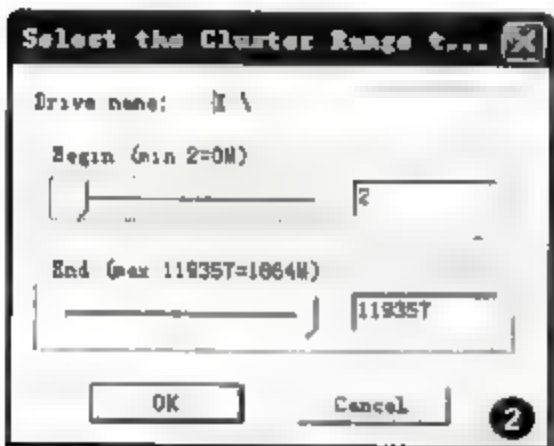 Select the Cluster Range t...
Drive name: \
Begin (min 2=0M)
2
End (max 119357=1864M)
119357
OK Cancel
2